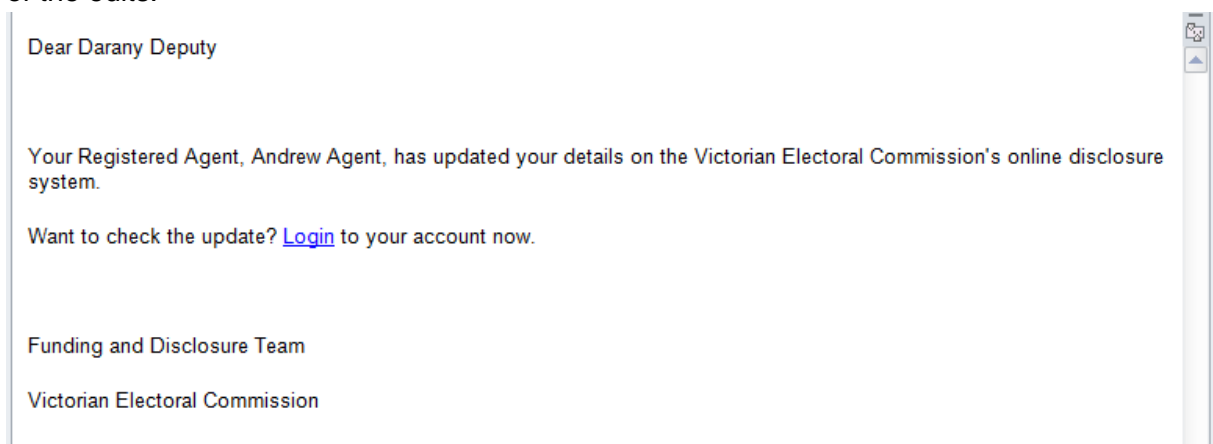 Dear Darany Deputy
Your Registered Agent, Andrew Agent, has updated your details on the Victorian Electoral Commission's online disclosure
system.
Want to check the update? Login to your account now.
Funding and Disclosure Team
Victorian Electoral Commission